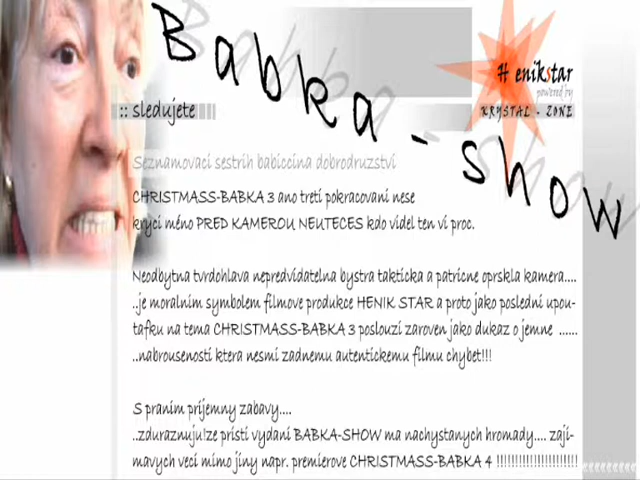 Babka - show
H enikstar
powered by
KRYSTAL - ZONE
:: sledujete
Seznamovaci sestrih babiccina dobrodruzstvi
CHRISTMASS-BABKA 3 ano treti pokracovani nese
kryci méno PRED KAMEROU NEUTECES kdo videl ten vi proc.
Neodbytna tvrdohlava nepredvidatelna bystra takticka a patricne oprskla kamera....
..je moralnim symbolem filmove produkce HENIK STAR a proto jako posledni upou-
tafku na tema CHRISTMASS-BABKA 3 poslouzi zaroven jako dukaz o jemne ......
..nabrousenosti ktera nesmi zadnemu autentickemu filmu chybet!!!
S pranim prijemny zabavy....
..zduraznuju!ze pristi vydani BABKA-SHOW ma nachystanych hromady.... zaji-
mavych veci mimo jiny napr. premierove CHRISTMASS-BABKA 4 !!!!!!!!!!!!!!!!!!!!!!